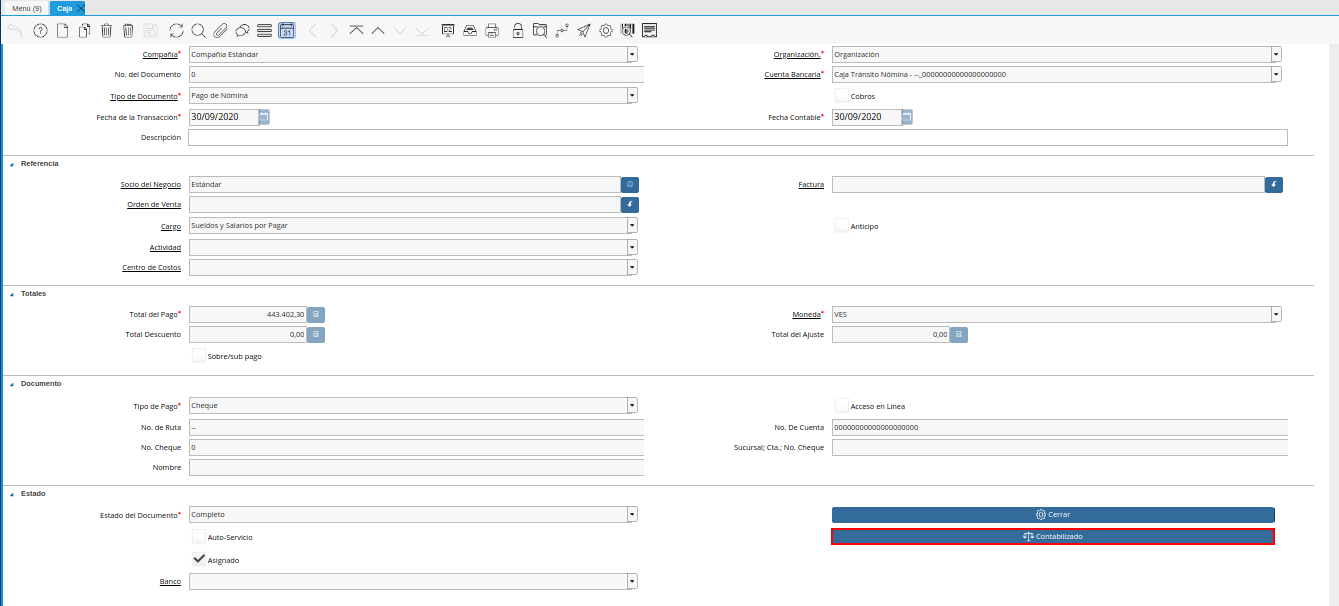 Menú (9) Caja
31
Compañía* Compañía Estándar Organización.* Organización
No. del Documento 0 Cuenta Bancaria* Caja Tránsito Nómina - --_00000000000000000000
Tipo de Documento* Pago de Nómina Cobros
Fecha de la Transacción* 30/09/2020 Fecha Contable* 30/09/2020
Descripción
Referencia
Socio del Negocio Estándar Factura
Orden de Venta
Cargo Sueldos y Salarios por Pagar Anticipo
Actividad
Centro de Costos
Totales
Total del Pago* 443.402,30 Moneda* VES
Total Descuento 0,00 Total del Ajuste 0,00
Sobre/sub pago
Documento
Tipo de Pago* Cheque Acceso en Línea
No. de Ruta -- No. De Cuenta 00000000000000000000
No. Cheque 0 Sucursal; Cta.; No. Cheque
Nombre
Estado
Estado del Documento* Completo Cerrar
Auto-Servicio Contabilizado
Asignado
Banco